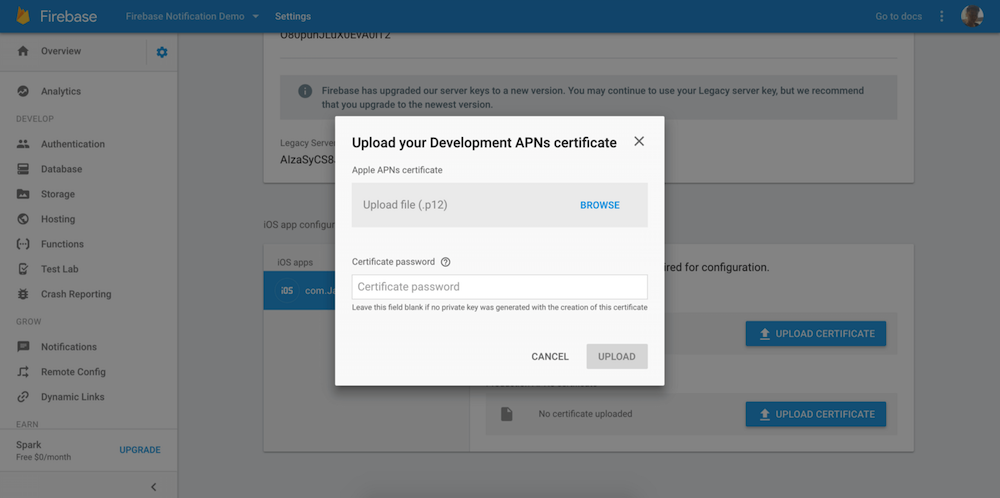 Firebase
Firebase Notification Demo
Settings
Go to docs
Overview
Analytics
DEVELOP
Authentication
Database
Storage
Hosting
Functions
Test Lab
Crash Reporting
GROW
Notifications
Remote Config
Dynamic Links
EARN
Spark
Free $0/month
UPGRADE
Firebase has upgraded our server keys to a new version. You may continue to use your Legacy server key, but we recommend
that you upgrade to the newest version.
Legacy Server
AIzaSyCS8
Upload your Development APNs certificate
Apple APNs certificate
Upload file (.p12)
BROWSE
Certificate password
Certificate password
Leave this field blank if no private key was generated with the creation of this certificate
CANCEL
UPLOAD
iOS app configur
iOS apps
iOS
com.Ja
ired for configuration.
UPLOAD CERTIFICATE
No certificate uploaded
UPLOAD CERTIFICATE